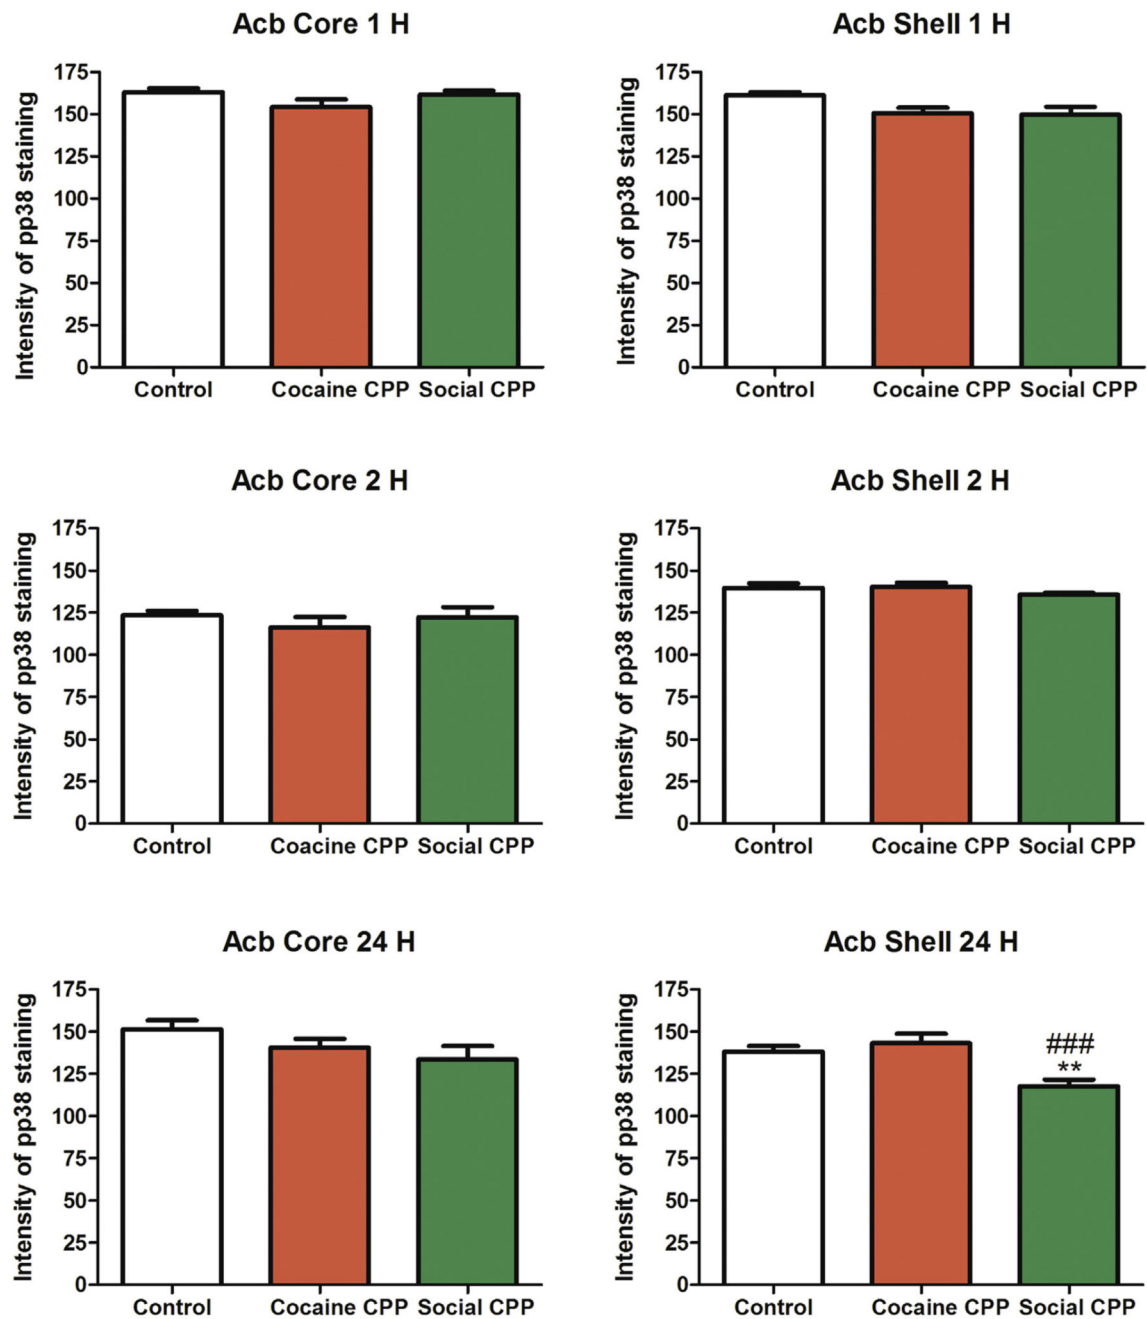 Acb Core 1 H
Intensity of pp38 staining
175
150
125
100
75
50
25
0
Control Cocaine CPP Social CPP
Acb Shell 1 H
Intensity of pp38 staining
175
150
125
100
75
50
25
0
Control Cocaine CPP Social CPP
Acb Core 2 H
Intensity of pp38 staining
175
150
125
100
75
50
25
0
Control Coacine CPP Social CPP
Acb Shell 2 H
Intensity of pp38 staining
175
150
125
100
75
50
25
0
Control Cocaine CPP Social CPP
Acb Core 24 H
Intensity of pp38 staining
175
150
125
100
75
50
25
0
Control Cocaine CPP Social CPP
Acb Shell 24 H
Intensity of pp38 staining
175
150
125
100
75
50
25
0
###
**
Control Cocaine CPP Social CPP